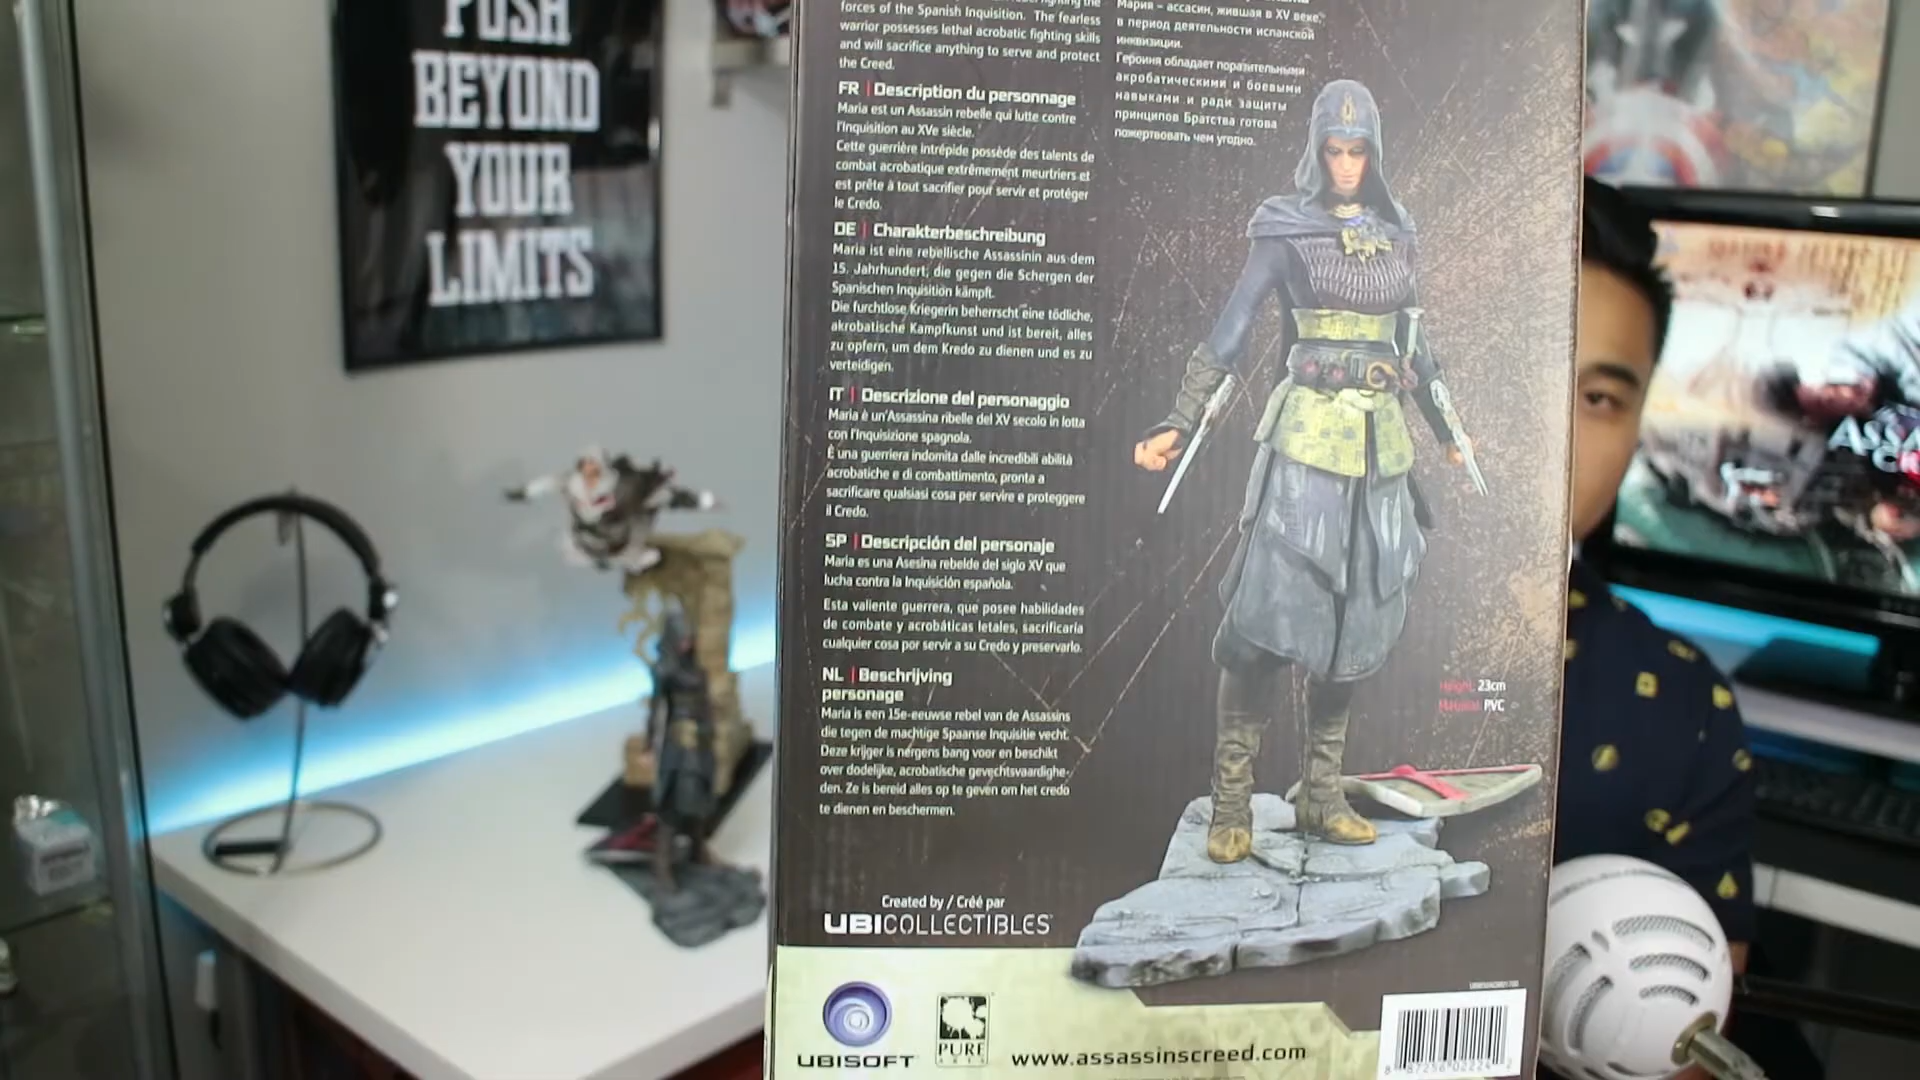 PUSH
BEYOND
YOUR
LIMITS
forces of the Spanish Inquisition. The fearless
warrior possesses lethal acrobatic fighting skills
and will sacrifice anything to serve and protect
the Creed.
FR | Description du personnage
Maria est un Assassin rebelle qui lutte contre
l'Inquisition au XVe siècle.
Cette guerrière intrépide possède des talents de
combat acrobatique extrêmement meurtriers et
est prête à tout sacrifier pour servir et protéger
le Credo.
DE | Charakterbeschreibung
Maria ist eine rebellische Assassinin aus dem
15. Jahrhundert, die gegen die Schergen der
Spanischen Inquisition kämpft.
Die furchtlose Kriegerin beherrscht eine tödliche,
akrobatische Kampfkunst und ist bereit, alles
zu opfern, um dem Kredo zu dienen und es zu
verteidigen.
IT | Descrizione del personaggio
Maria è un'Assassina ribelle del XV secolo in lotta
con l'Inquisizione spagnola.
È una guerriera indomita dalle incredibili abilità
acrobatiche e di combattimento, pronta a
sacrificare qualsiasi cosa per servire e proteggere
il Credo.
SP | Descripción del personaje
Maria es una Asesina rebelde del siglo XV que
lucha contra la Inquisición española.
Esta valiente guerrera, que posee habilidades
de combate y acrobáticas letales, sacrificaría
cualquier cosa por servir a su Credo y preservarlo.
NL | Beschrijving
personage
Maria is een 15e-eeuwse rebel van de Assassins
die tegen de machtige Spaanse Inquisitie vecht.
Deze krijger is nergens bang voor en beschikt
over dodelijke, acrobatische gevechtsvaardighe-
den. Ze is bereid alles op te geven om het credo
te dienen en beschermen.
Мария – ассасин, жившая в XV веке,
в период деятельности испанской
инквизиции.
Героиня обладает поразительными
акробатическими и боевыми
навыками и ради защиты
принципов Братства готова
пожертвовать чем угодно.
Height: 23cm
Material: PVC
Created by / Créé par
UBICOLLECTIBLES
UBISOFT
PURE
ARTS
www.assassinscreed.com
8 87256 02224 2